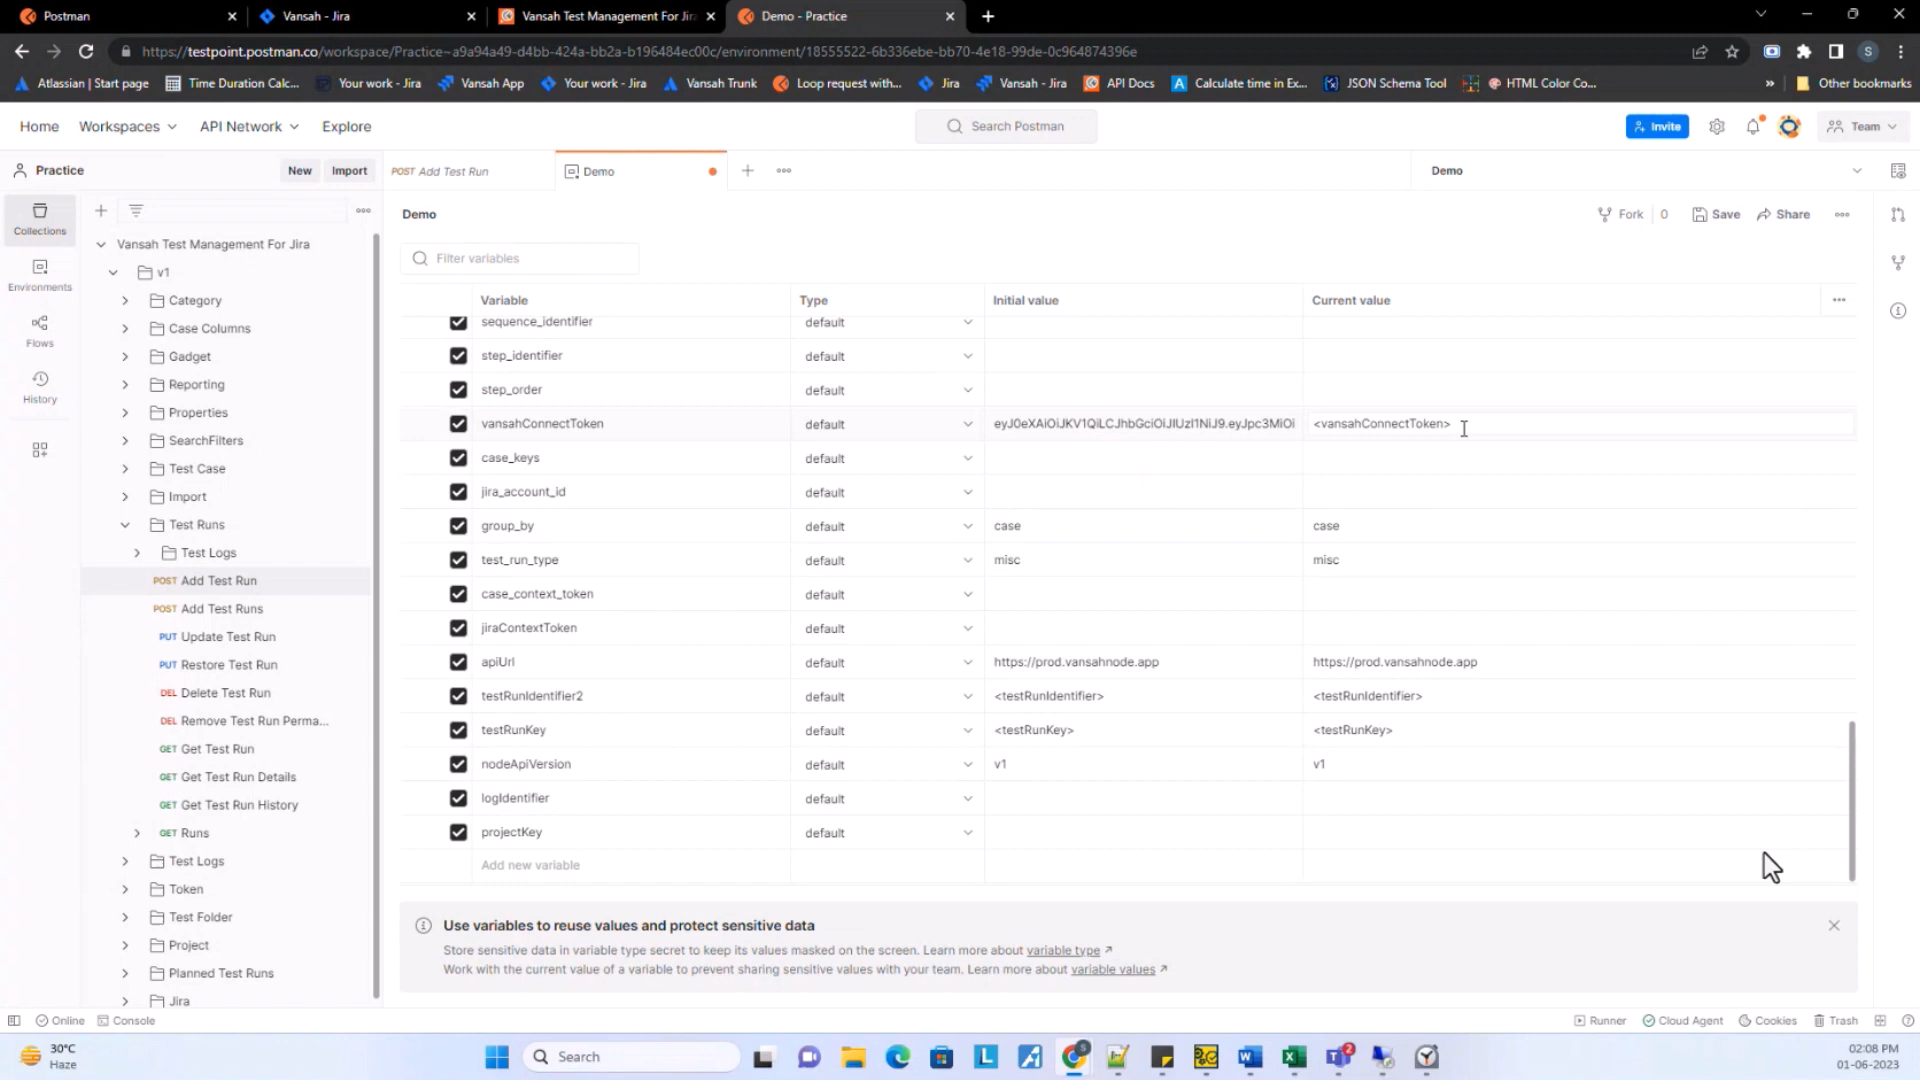 Postman
Vansah - Jira
Vansah Test Management For Jir
Demo - Practice
https://testpoint.postman.co/workspace/Practice~a9a94a49-d4bb-424a-bb2a-b196484ec00c/environment/18555522-6b336ebe-bb70-4e18-99de-0c964874396e
S
Atlassian | Start page
Time Duration Calc...
Your work - Jira
Vansah App
Your work - Jira
Vansah Trunk
Loop request with...
Jira
Vansah - Jira
API Docs
Calculate time in Ex...
JSON Schema Tool
HTML Color Co...
»
Other bookmarks
Home
Workspaces
API Network
Explore
Search Postman
Invite
Team
Practice
New
Import
POST Add Test Run
Demo
Demo
Collections
Environments
Flows
History
Vansah Test Management For Jira
v1
Category
Case Columns
Gadget
Reporting
Properties
SearchFilters
Test Case
Import
Test Runs
Test Logs
POST Add Test Run
POST Add Test Runs
PUT Update Test Run
PUT Restore Test Run
DEL Delete Test Run
DEL Remove Test Run Perma...
GET Get Test Run
GET Get Test Run Details
GET Get Test Run History
GET Runs
Test Logs
Token
Test Folder
Project
Planned Test Runs
Jira
Demo
Fork 0
Save
Share
Filter variables
Variable Type Initial value Current value
sequence_identifier default
step_identifier default
step_order default
vansahConnectToken default eyJ0eXAiOiJKV1QiLCJhbGciOiJIUzI1NiJ9.eyJpc3MiOi <vansahConnectToken>
case_keys default
jira_account_id default
group_by default case case
test_run_type default misc misc
case_context_token default
jiraContextToken default
apiUrl default https://prod.vansahnode.app https://prod.vansahnode.app
testRunIdentifier2 default <testRunIdentifier> <testRunIdentifier>
testRunKey default <testRunKey> <testRunKey>
nodeApiVersion default v1 v1
logIdentifier default
projectKey default
Add new variable
Use variables to reuse values and protect sensitive data
Store sensitive data in variable type secret to keep its values masked on the screen. Learn more about variable type ↗
Work with the current value of a variable to prevent sharing sensitive values with your team. Learn more about variable values ↗
Online
Console
Runner
Cloud Agent
Cookies
Trash
30°C
Haze
Search
S
2
02:08 PM
01-06-2023